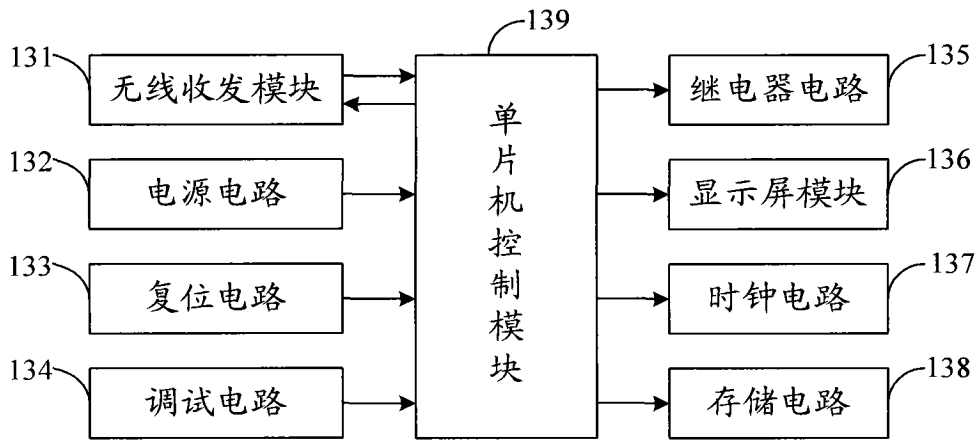 139
131
无线收发模块
132
电源电路
133
复位电路
134
调试电路
单片机控制模块
135
继电器电路
136
显示屏模块
137
时钟电路
138
存储电路